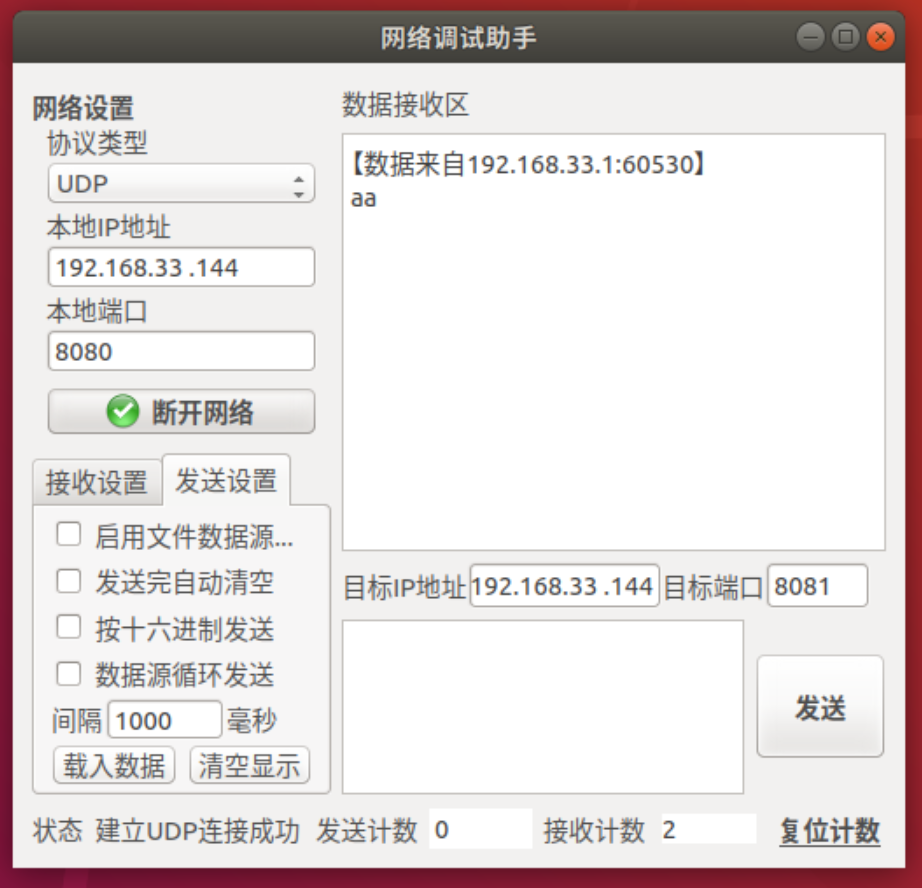 网络调试助手
网络设置
协议类型
UDP
本地IP地址
192.168.33 .144
本地端口
8080
断开网络
接收设置 发送设置
启用文件数据源...
发送完自动清空
按十六进制发送
数据源循环发送
间隔 1000 毫秒
载入数据 清空显示
数据接收区
【数据来自192.168.33.1:60530】
aa
目标IP地址 192.168.33 .144 目标端口 8081
发送
状态 建立UDP连接成功 发送计数 0 接收计数 2 复位计数